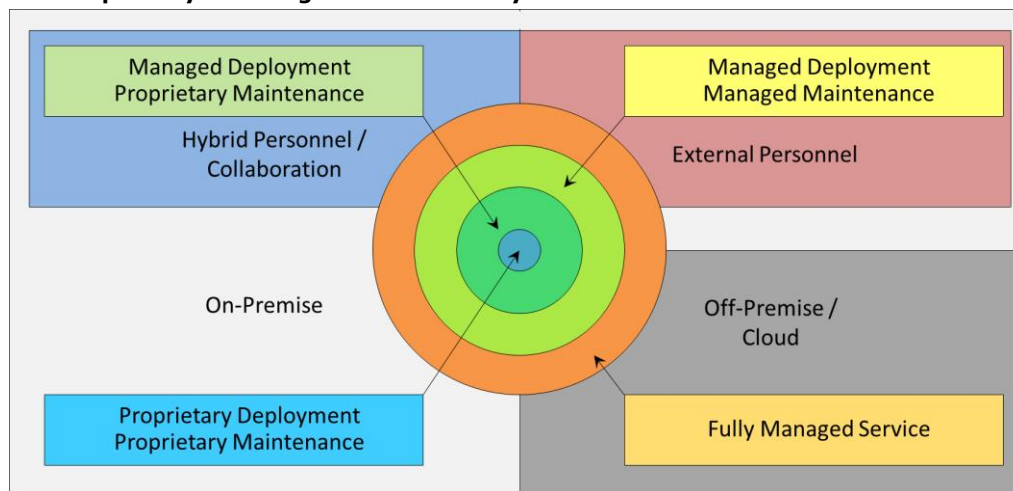 Managed Deployment
Proprietary Maintenance
Managed Deployment
Managed Maintenance
Hybrid Personnel /
Collaboration
External Personnel
On-Premise
Off-Premise /
Cloud
Proprietary Deployment
Proprietary Maintenance
Fully Managed Service